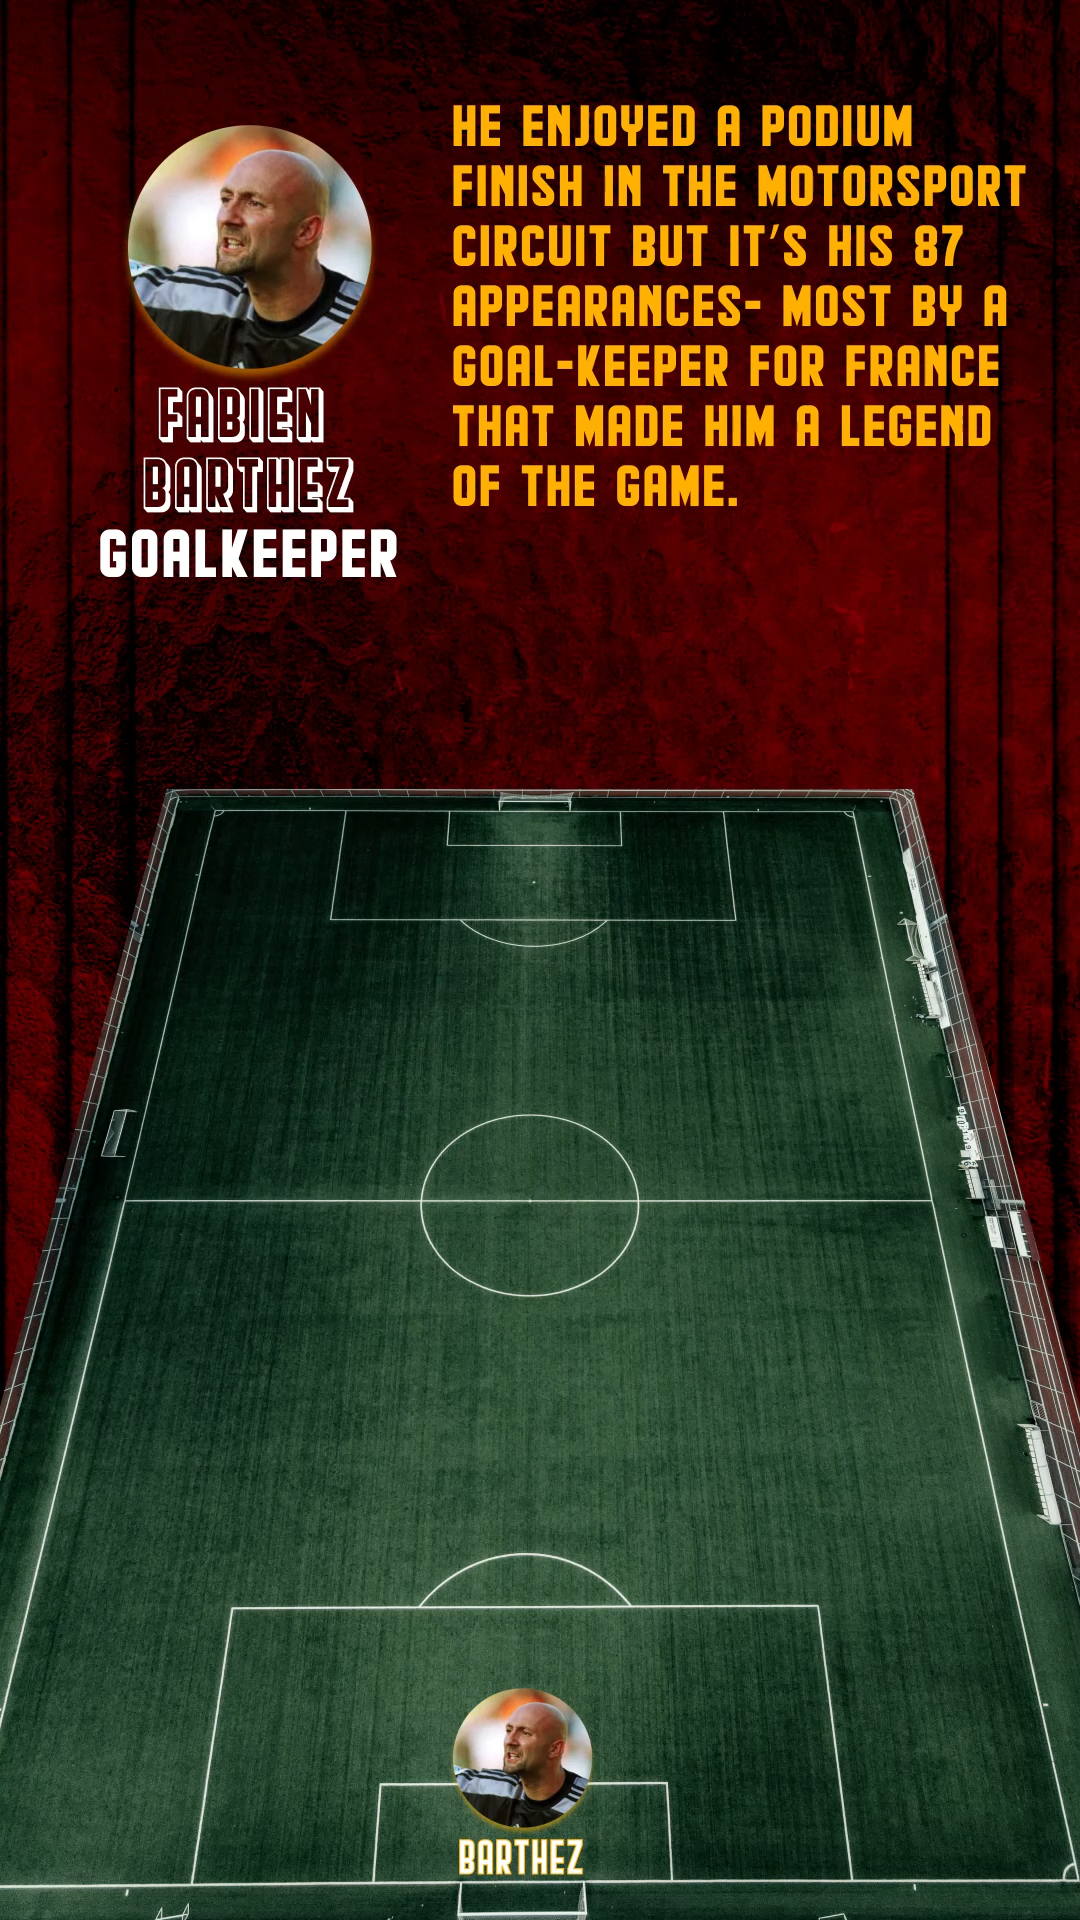 HE ENJOYED A PODIUM
FINISH IN THE MOTORSPORT
CIRCUIT BUT IT'S HIS 87
APPEARANCES- MOST BY A
GOAL-KEEPER FOR FRANCE
THAT MADE HIM A LEGEND
OF THE GAME.
FABIEN
BARTHEZ
GOALKEEPER
BARTHEZ